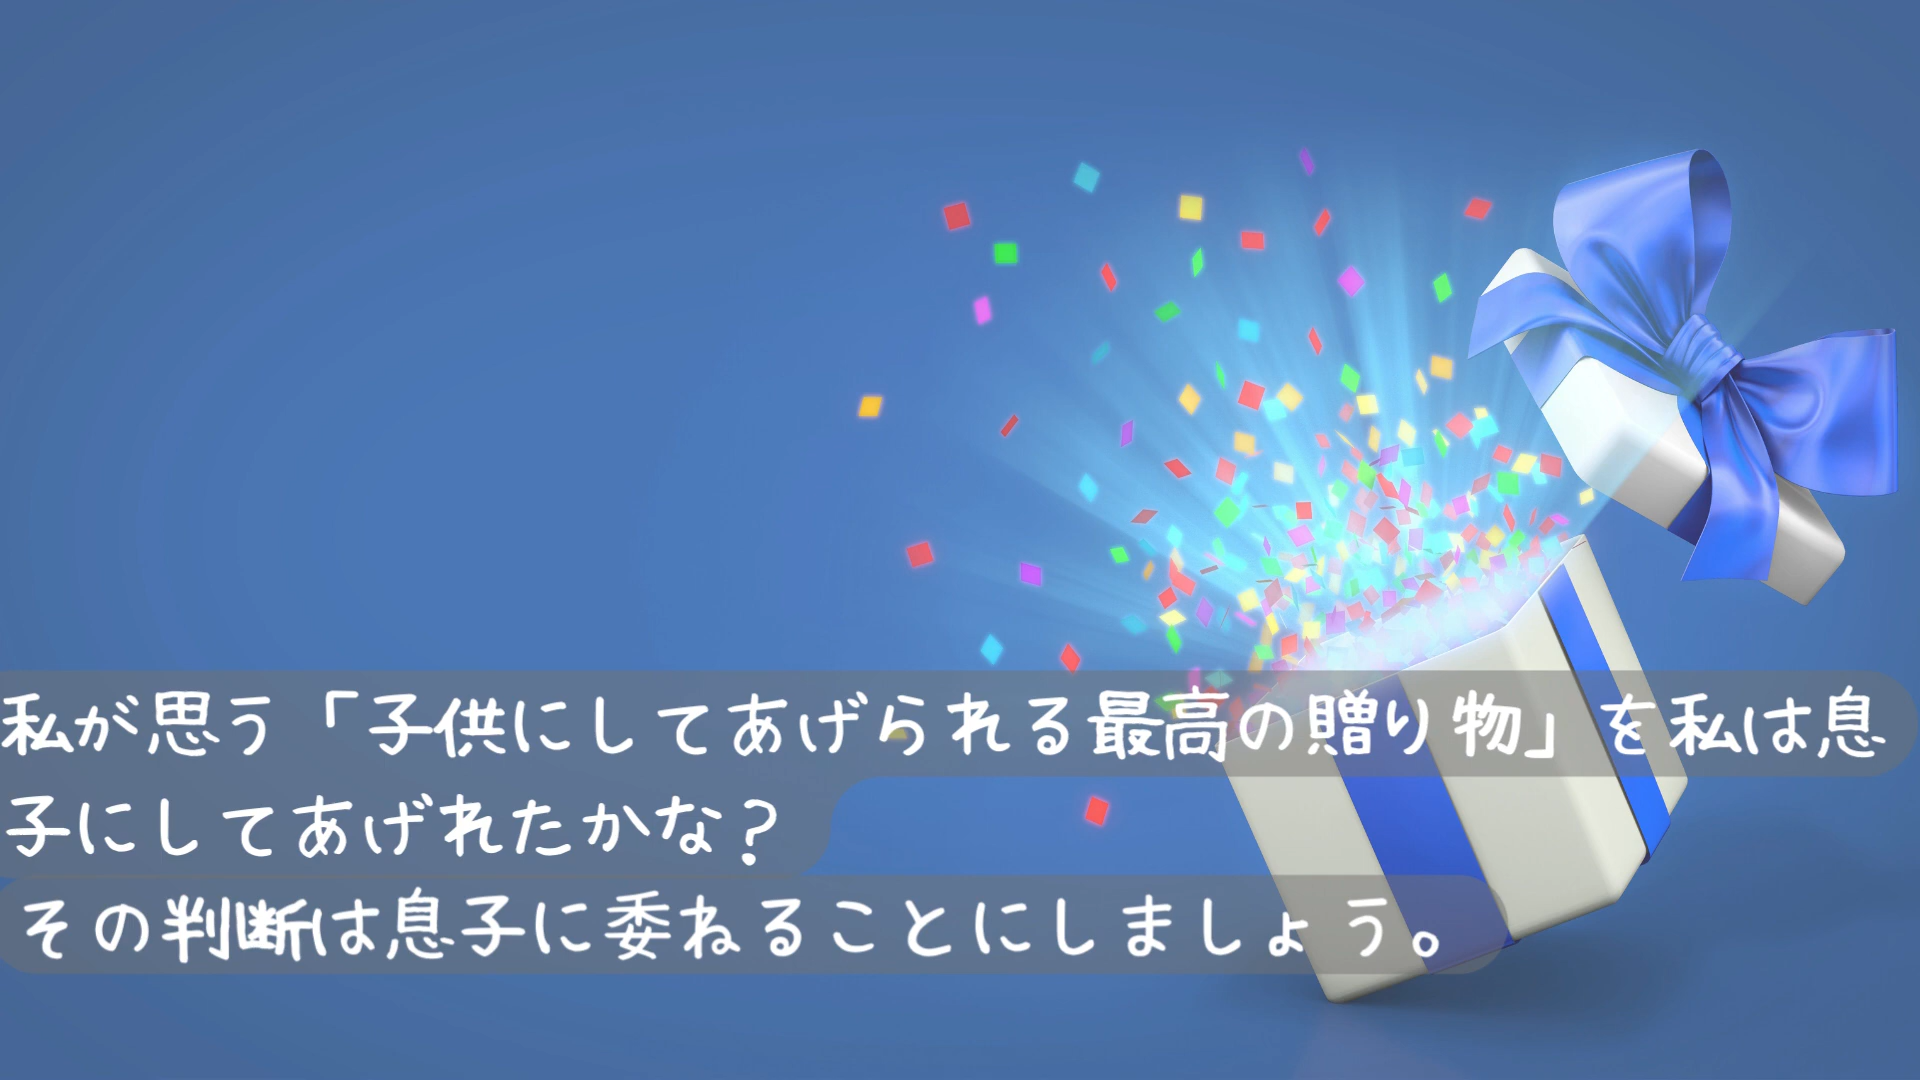 私が思う「子供にしてあげられる最高の贈り物」を私は息
子にしてあげれたかな？
その判断は息子に委ねることにしましょう。